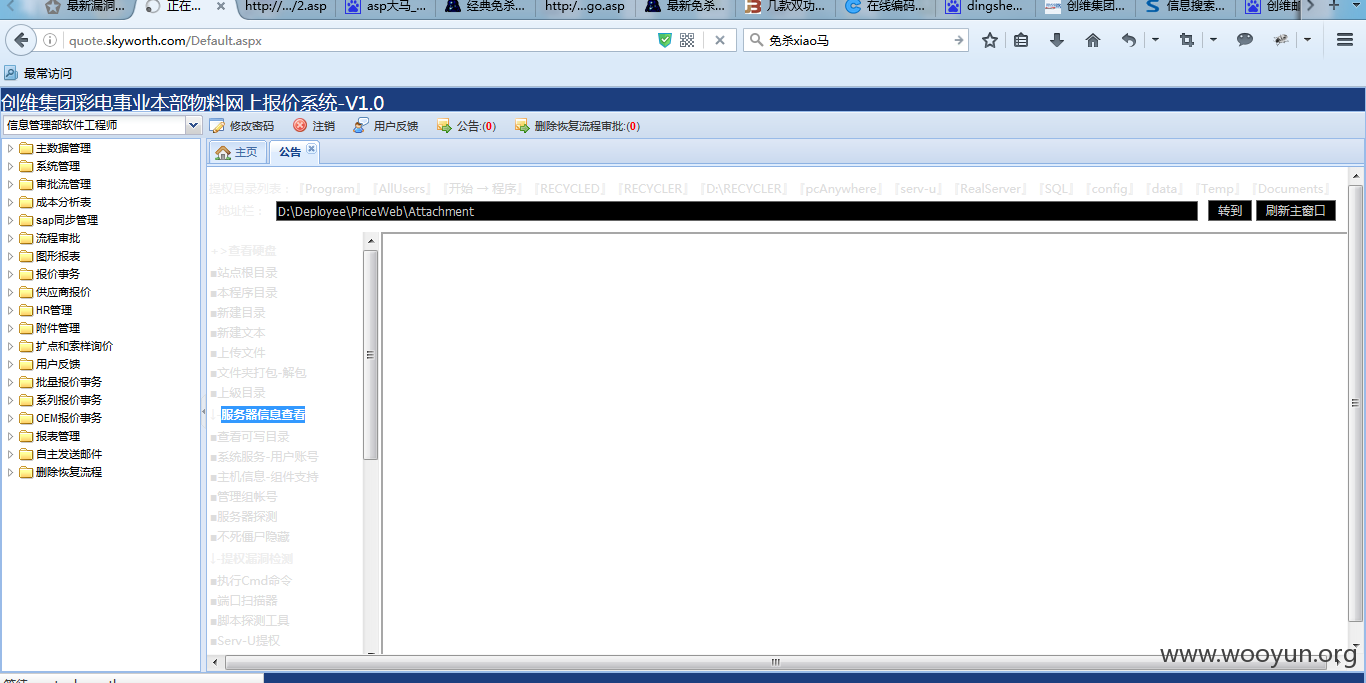 最新漏洞... 正在... http://.../2.asp asp大马_... 经典免杀... http:/...go.asp 最新免杀... 几款双功... 在线编码... dingshe... 创维集团... 信息搜索... 创维邮
quote.skyworth.com/Default.aspx 免杀xiao马
最常访问
创维集团彩电事业本部物料网上报价系统-V1.0
信息管理部软件工程师 修改密码 注销 用户反馈 公告:(0) 删除恢复流程审批:(0)
主页 公告
主数据管理
系统管理
审批流管理
成本分析表
sap同步管理
流程审批
图形报表
报价事务
供应商报价
HR管理
附件管理
扩点和索样询价
用户反馈
批量报价事务
系列报价事务
OEM报价事务
报表管理
自主发送邮件
删除恢复流程
提权目录列表: 『Program』 『AllUsers』 『开始→程序』 『RECYCLED』 『RECYCLER』 『D:\RECYCLER』 『pcAnywhere』 『serv-u』 『RealServer』 『SQL』 『config』 『data』 『Temp』 『Documents』
地址栏: D:\Deployee\PriceWeb\Attachment 转到 刷新主窗口
+>查看硬盘
■站点根目录
■本程序目录
■新建目录
■新建文本
■上传文件
■文件夹打包-解包
■上级目录
服务器信息查看
■查看可写目录
■系统服务-用户账号
■主机信息-组件支持
■管理组帐号
■服务器探测
■不死僵尸隐藏
↓-提权漏洞检测
■执行Cmd命令
■端口扫描器
■脚本探测工具
■Serv-U提权
www.wooyun.org